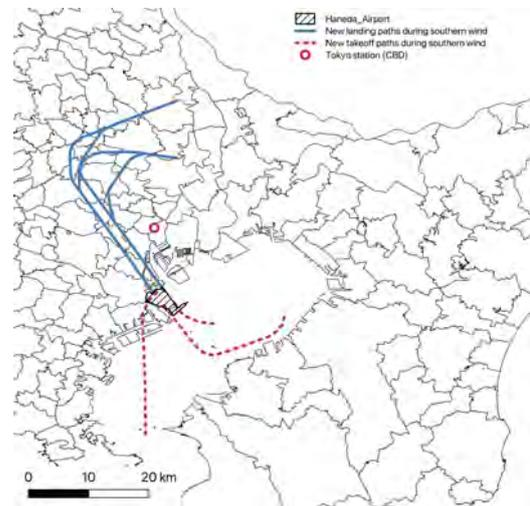 Haneda_Airport
New landing paths during southern wind
New takeoff paths during southern wind
Tokyo station (CBD)
0 10 20 km